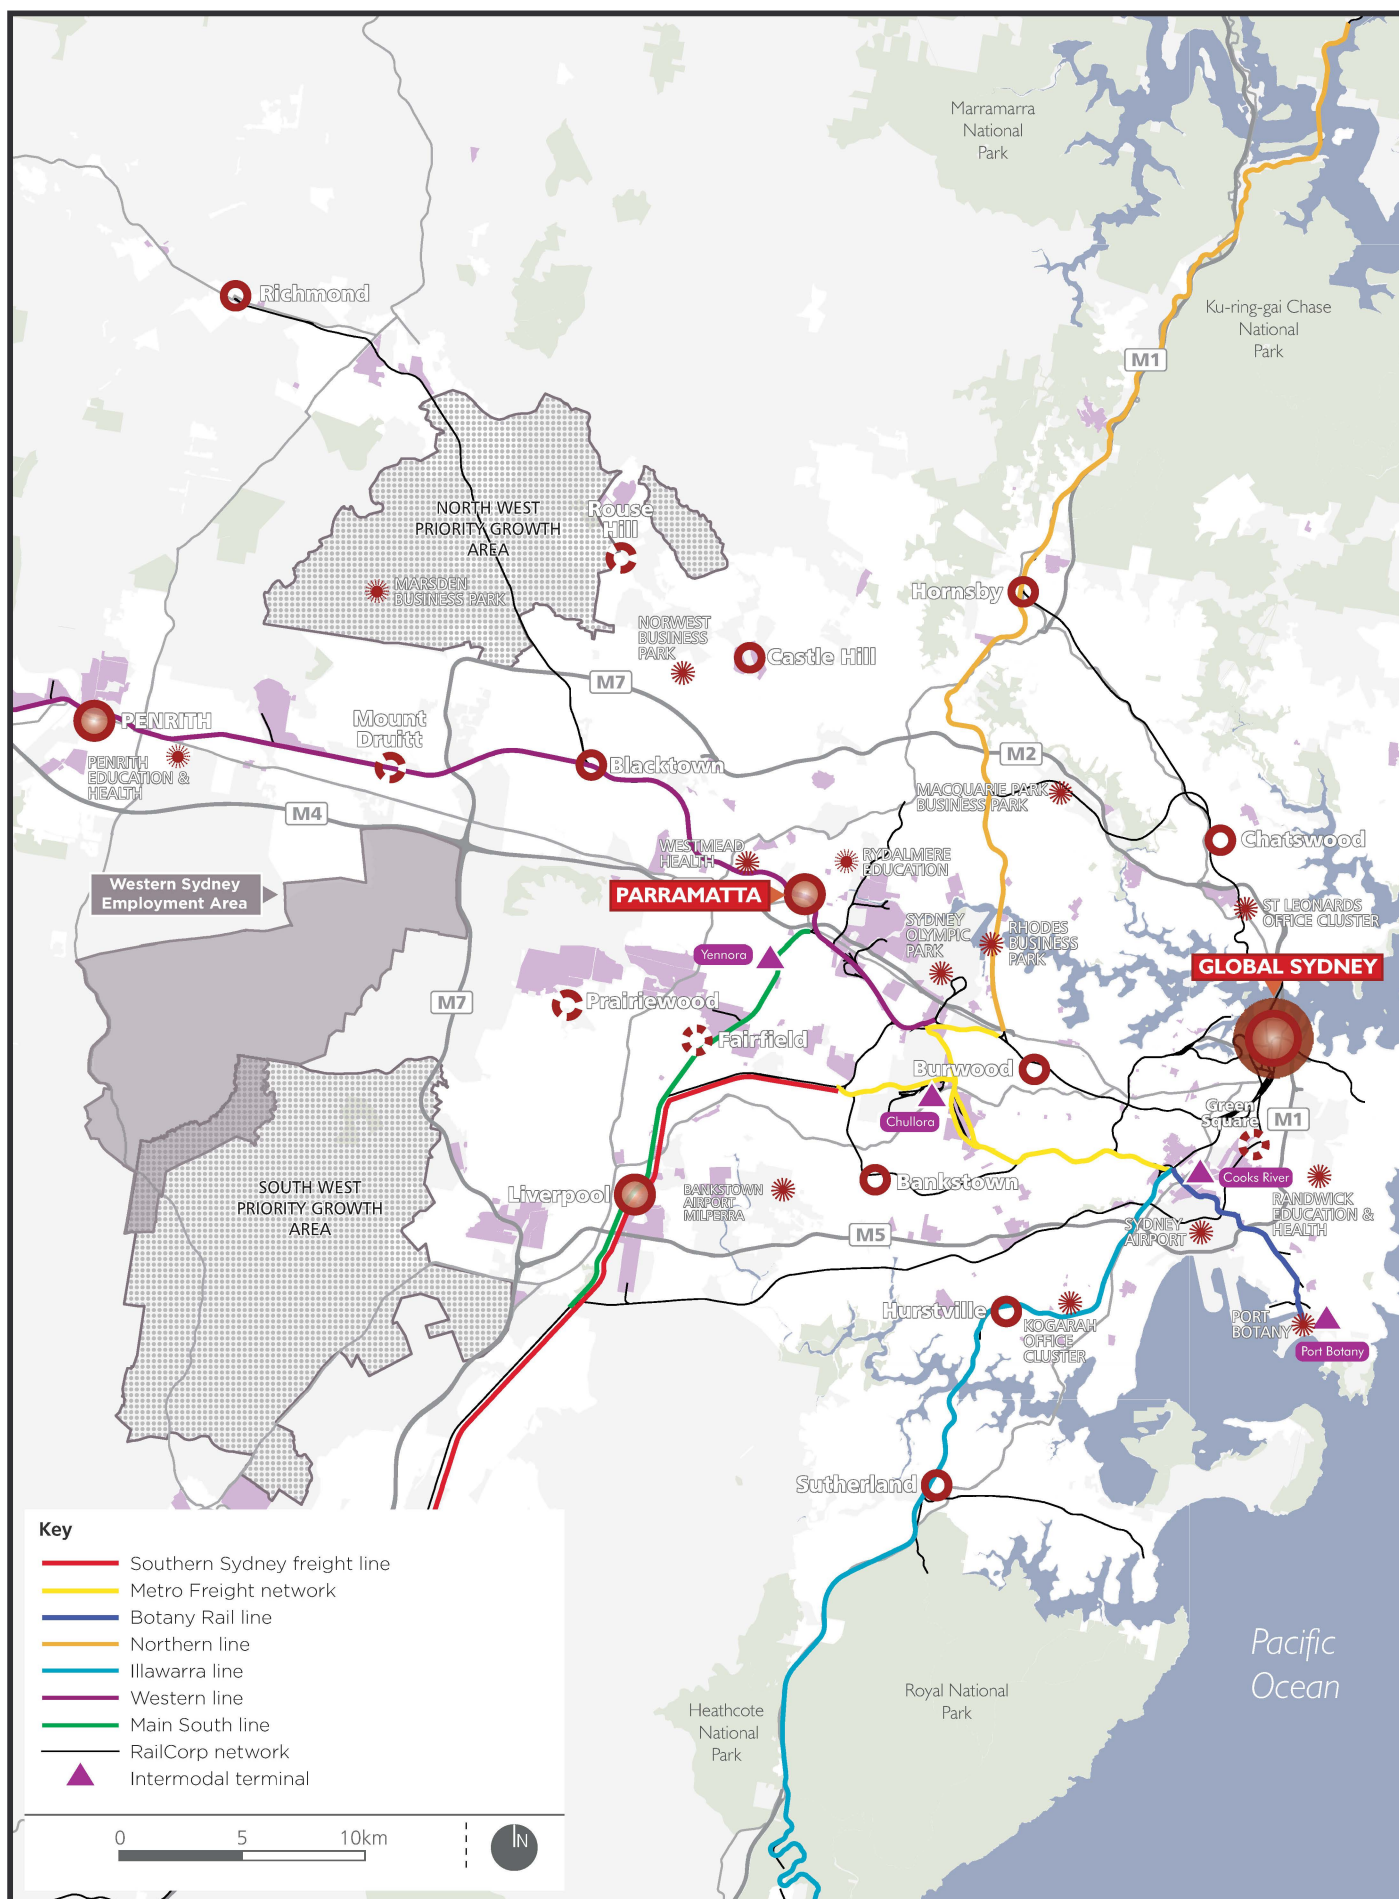 Marramarra
National
Park
Richmond
Ku-ring-gai Chase
National
Park
M1
NORTH WEST
PRIORITY GROWTH
AREA
Rouse
Hill
MARSDEN
BUSINESS PARK
Hornsby
NORWEST
BUSINESS
PARK
Castle Hill
M7
PENRITH
Mount
Druitt
PENRITH
EDUCATION &
HEALTH
Blacktown
M2
MACQUARIE PARK
BUSINESS PARK
M4
Chatswood
WESTMEAD
HEALTH
RYDALMERE
EDUCATION
Western Sydney
Employment Area
PARRAMATTA
ST LEONARDS
OFFICE CLUSTER
SYDNEY
OLYMPIC
PARK
RHODES
BUSINESS
PARK
Yennora
GLOBAL SYDNEY
M7
Prairiewood
Fairfield
Burwood
Chullora
Green
Square
M1
SOUTH WEST
PRIORITY GROWTH
AREA
Liverpool
BANKSTOWN
AIRPORT
MILPERRA
Bankstown
Cooks River
RANDWICK
EDUCATION &
HEALTH
M5
SYDNEY
AIRPORT
Hurstville
KOGARAH
OFFICE
CLUSTER
PORT
BOTANY
Port Botany
Sutherland
Key
Southern Sydney freight line
Metro Freight network
Botany Rail line
Northern line
Illawarra line
Western line
Main South line
RailCorp network
Intermodal terminal
0 5 10km
N
Pacific
Ocean
Royal National
Park
Heathcote
National
Park